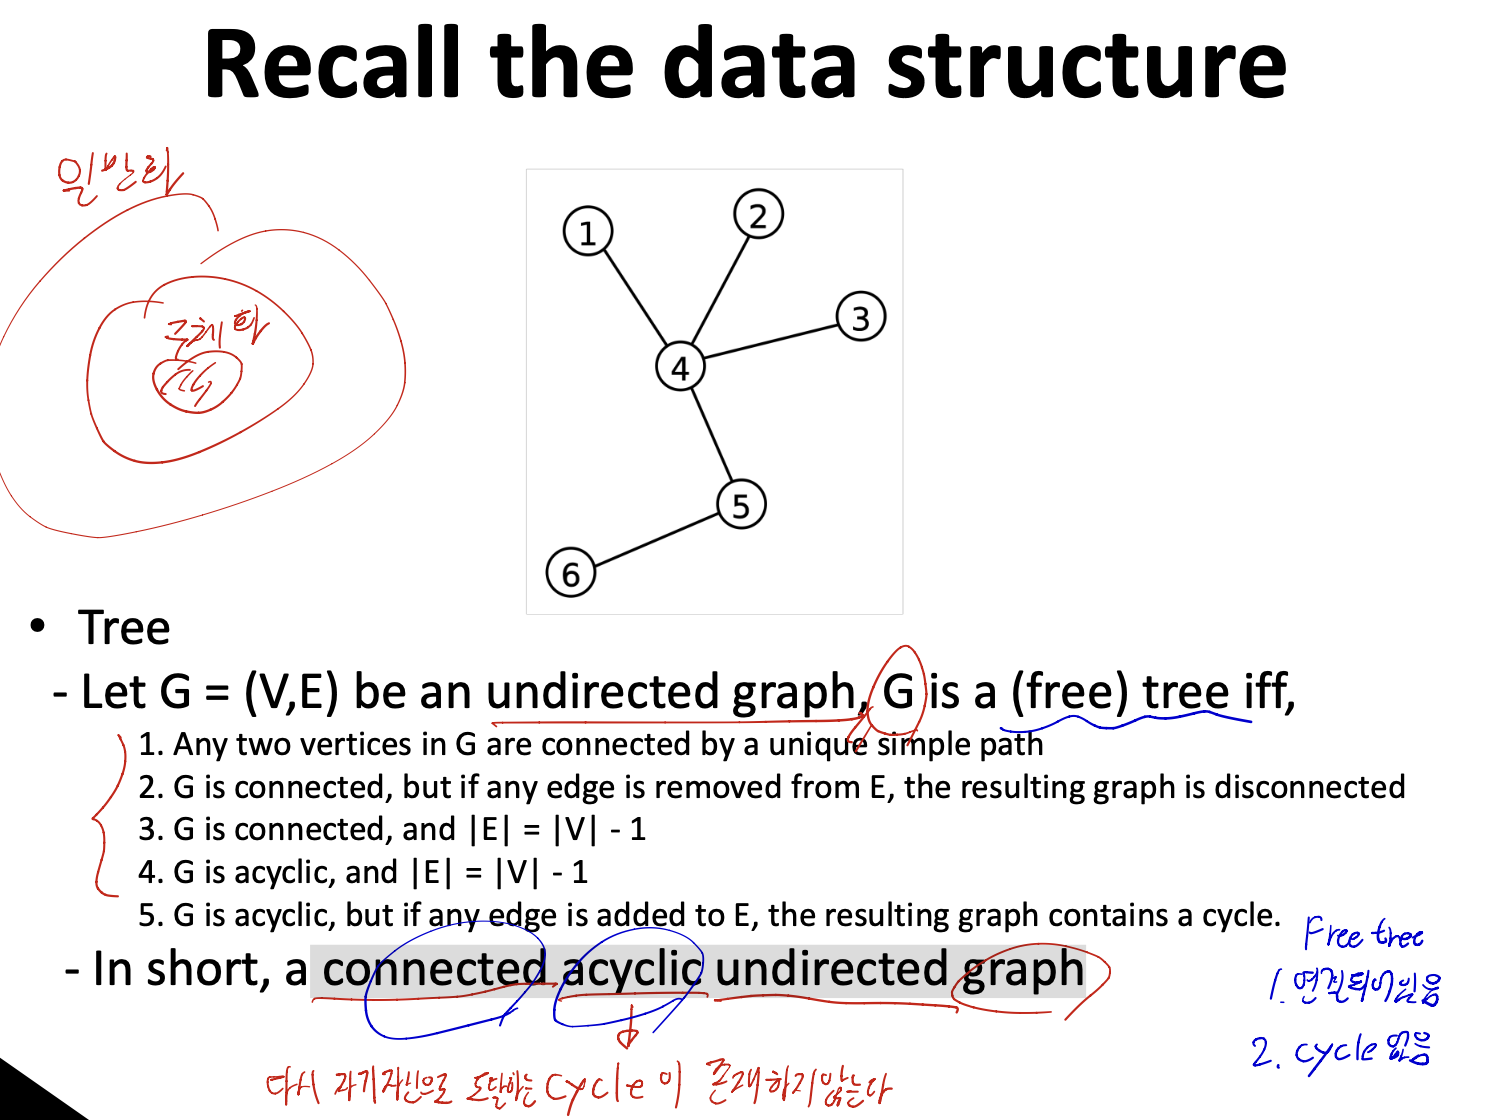 Recall the data structure
일반화
구체화
1
2
3
4
5
6
• Tree
- Let G = (V,E) be an undirected graph, G is a (free) tree iff,
1. Any two vertices in G are connected by a unique simple path
2. G is connected, but if any edge is removed from E, the resulting graph is disconnected
3. G is connected, and |E| = |V| - 1
4. G is acyclic, and |E| = |V| - 1
5. G is acyclic, but if any edge is added to E, the resulting graph contains a cycle.
- In short, a connected acyclic undirected graph
Free tree
1. 연결되어있음
2. cycle 없음
다시 자기자신으로 도달하는 cycle이 존재하지않는다